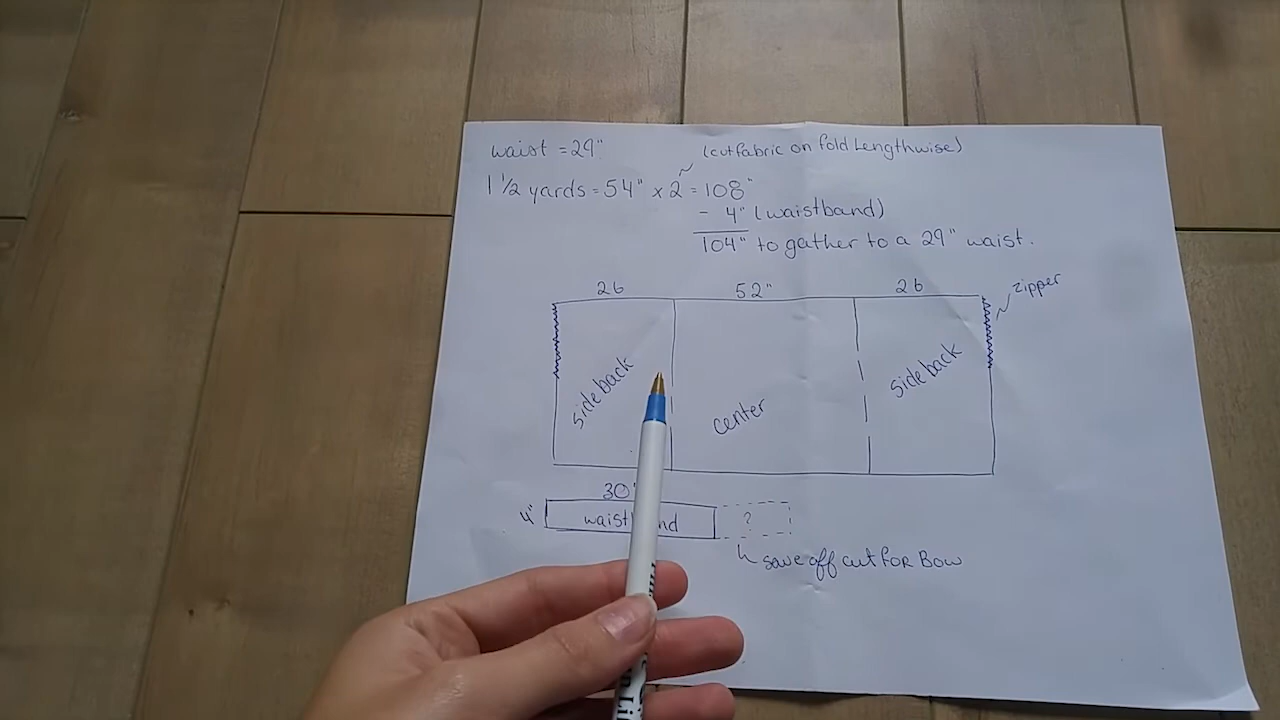 waist = 29"
(cut fabric on fold lengthwise)
1 1/2 yards = 54" x 2 = 108"
- 4" (waistband)
104" to gather to a 29" waist.
26 52" 26
zipper
side back
center
side back
30"
4"
waistband
?
save off cut for Bow